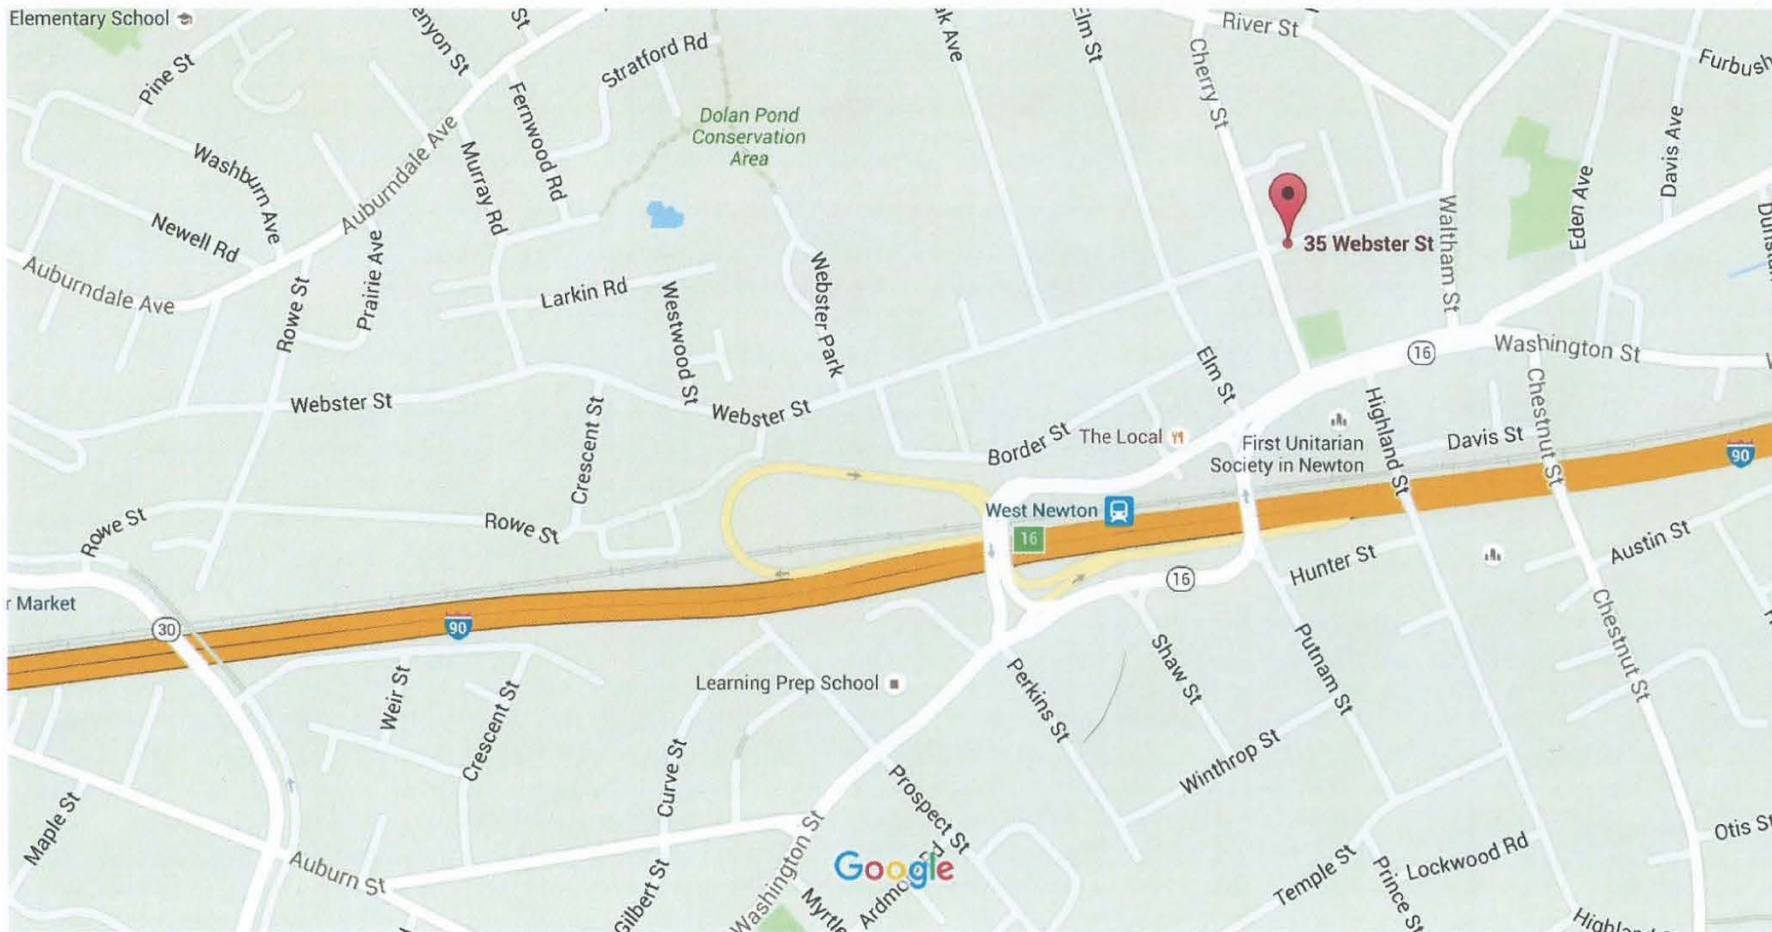 Elementary School
St
Stratford Rd
River St
Furbush
Pine St
Elm St
Cherry St
Fernwood Rd
Dolan Pond
Conservation
Area
Davis Ave
Washburn Ave
Auburndale Ave
Murray Rd
Newell Rd
Waltham St
Eden Ave
35 Webster St
Prairie Ave
Auburndale Ave
Rowe St
Larkin Rd
Westwood St
Webster Park
16
Washington St
Elm St
Chestnut St
Webster St
Crescent St
Webster St
Highland St
Border St
The Local
First Unitarian
Society in Newton
Davis St
90
Rowe St
Rowe St
West Newton
16
Austin St
Hunter St
16
r Market
30
90
Chestnut St
Putnam St
Shaw St
Learning Prep School
Perkins St
Weir St
Crescent St
Winthrop St
Curve St
Prospect St
Maple St
Otis St
Auburn St
Washington St
Google
Lockwood Rd
Temple St
Gilbert St
Myrtle
Prince St
Highland